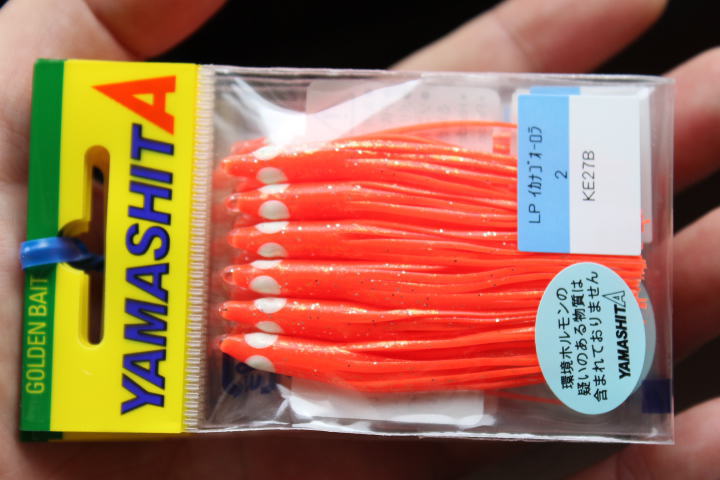 GOLDEN BAIT
YAMASHITA
LP ｲｶﾅｺﾞｵｰﾛﾗ
2
KE27B
環境ホルモンの
疑いのある物質は
含まれておりません
YAMASHITA